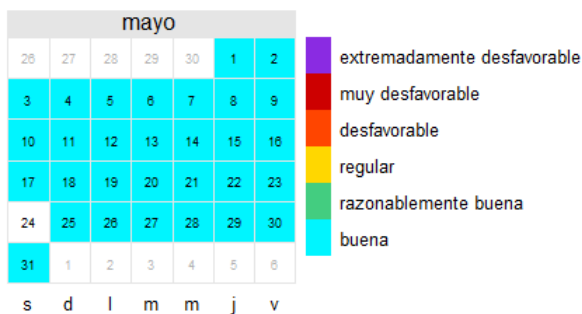 mayo
26 27 28 29 30 1 2
3 4 5 6 7 8 9
10 11 12 13 14 15 16
17 18 19 20 21 22 23
24 25 26 27 28 29 30
31 1 2 3 4 5 6
s d l m m j v
extremadamente desfavorable
muy desfavorable
desfavorable
regular
razonablemente buena
buena